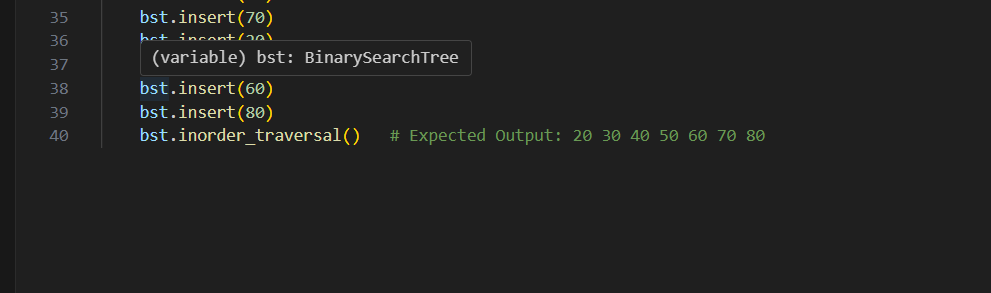 35 bst.insert(70)
36 bst.insert(20)
37
(variable) bst: BinarySearchTree
38 bst.insert(60)
39 bst.insert(80)
40 bst.inorder_traversal() # Expected Output: 20 30 40 50 60 70 80